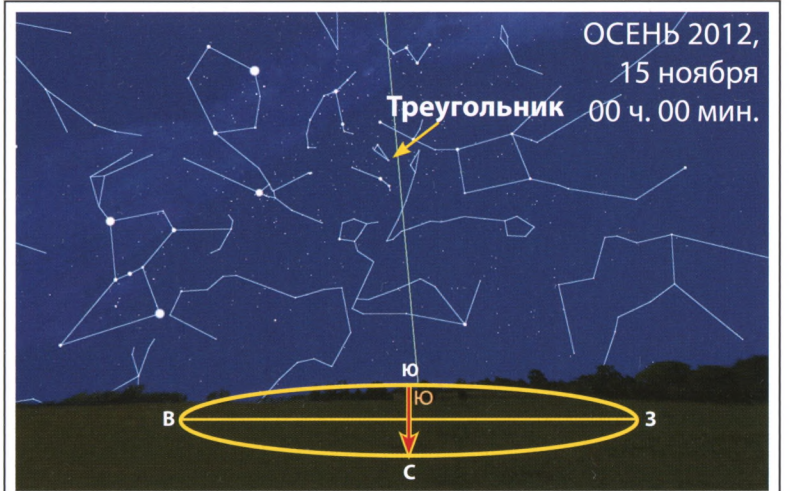 ОСЕНЬ 2012,
15 ноября
00 ч. 00 мин.
Треугольник
Ю
Ю
В
З
С